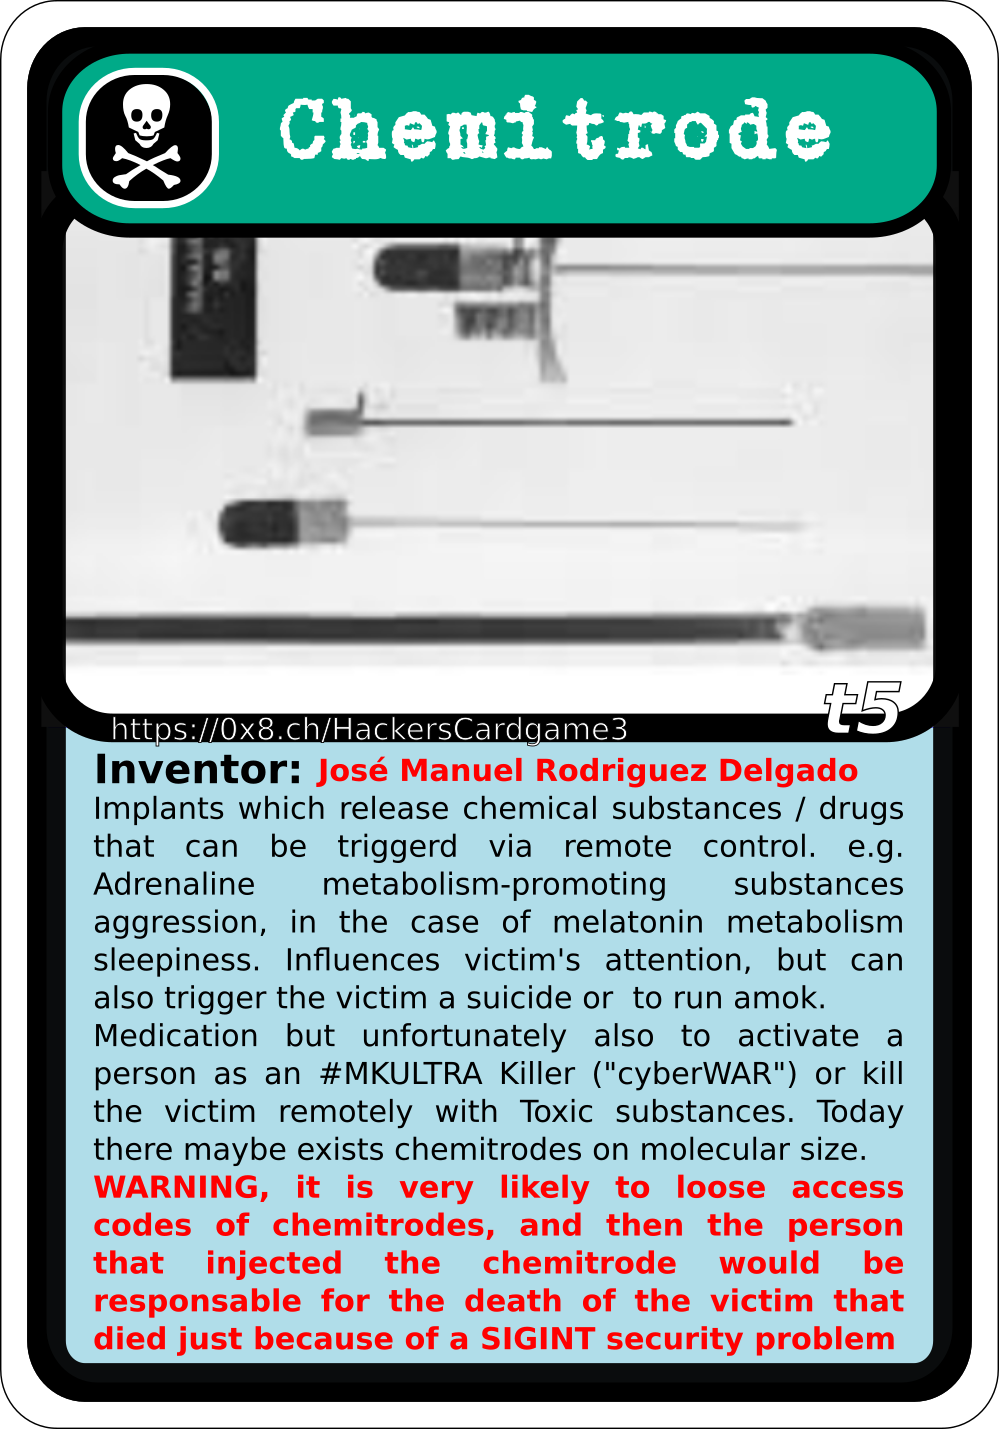 Chemitrode
t5
https://0x8.ch/HackersCardgame3
Inventor: José Manuel Rodriguez Delgado
Implants which release chemical substances / drugs
that can be triggerd via remote control. e.g.
Adrenaline metabolism-promoting substances
aggression, in the case of melatonin metabolism
sleepiness. Influences victim's attention, but can
also trigger the victim a suicide or  to run amok.
Medication but unfortunately also to activate a
person as an #MKULTRA Killer ("cyberWAR") or kill
the victim remotely with Toxic substances. Today
there maybe exists chemitrodes on molecular size.
WARNING, it is very likely to loose access
codes of chemitrodes, and then the person
that injected the chemitrode would be
responsable for the death of the victim that
died just because of a SIGINT security problem